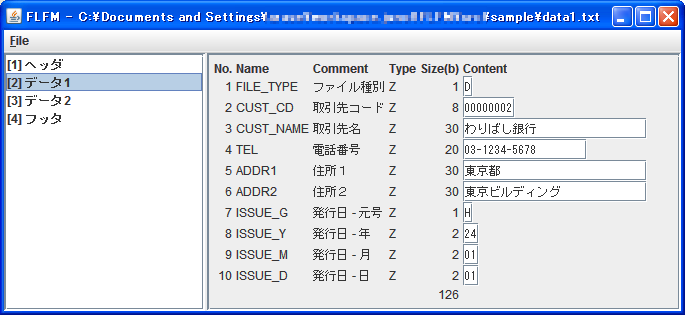 FLFM - C:¥Documents and Settings¥ ¥sample¥data1.txt
File
[1] ヘッダ
[2] データ1
[3] データ2
[4] フッタ
No. Name Comment Type Size(b) Content
1 FILE_TYPE ファイル種別 Z 1 D
2 CUST_CD 取引先コード Z 8 00000002
3 CUST_NAME 取引先名 Z 30 わりばし銀行
4 TEL 電話番号 Z 20 03-1234-5678
5 ADDR1 住所１ Z 30 東京都
6 ADDR2 住所２ Z 30 東京ビルディング
7 ISSUE_G 発行日 - 元号 Z 1 H
8 ISSUE_Y 発行日 - 年 Z 2 24
9 ISSUE_M 発行日 - 月 Z 2 01
10 ISSUE_D 発行日 - 日 Z 2 01
126